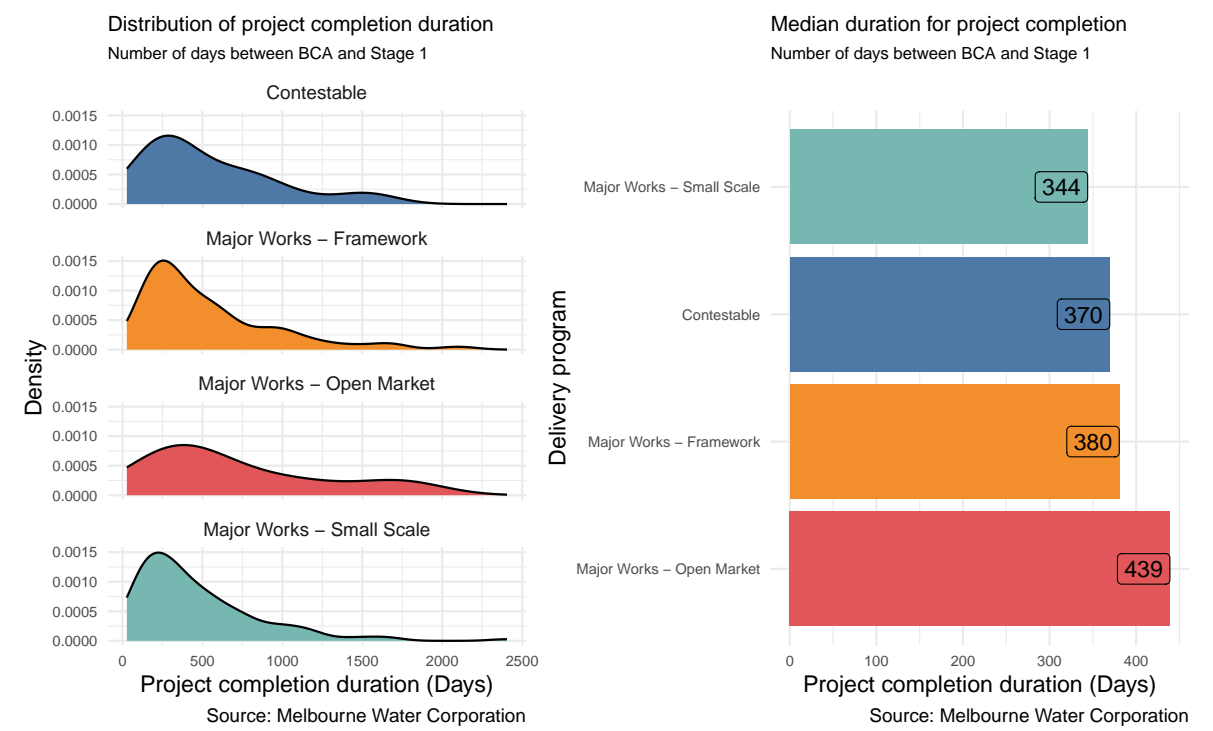 Distribution of project completion duration
Number of days between BCA and Stage 1
Contestable
0.0015
0.0010
0.0005
0.0000
Major Works − Framework
0.0015
0.0010
0.0005
0.0000
Major Works − Open Market
0.0015
0.0010
0.0005
0.0000
Major Works − Small Scale
0.0015
0.0010
0.0005
0.0000
Density
0 500 1000 1500 2000 2500
Project completion duration (Days)
Source: Melbourne Water Corporation
Median duration for project completion
Number of days between BCA and Stage 1
Delivery program
Major Works − Small Scale 344
Contestable 370
Major Works − Framework 380
Major Works − Open Market 439
0 100 200 300 400
Project completion duration (Days)
Source: Melbourne Water Corporation